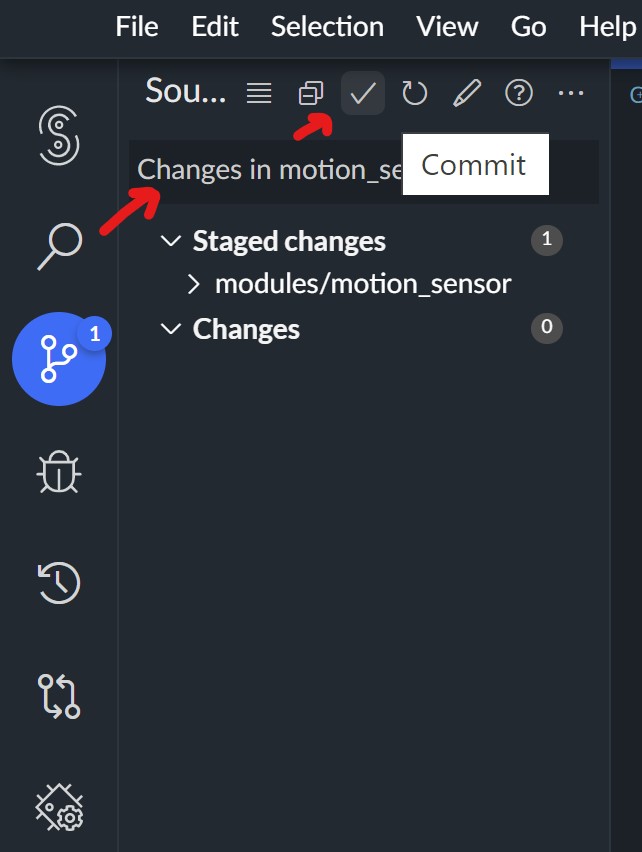 File Edit Selection View Go Help
Sou...
Changes in motion_se
Commit
Staged changes 1
modules/motion_sensor
1
Changes 0